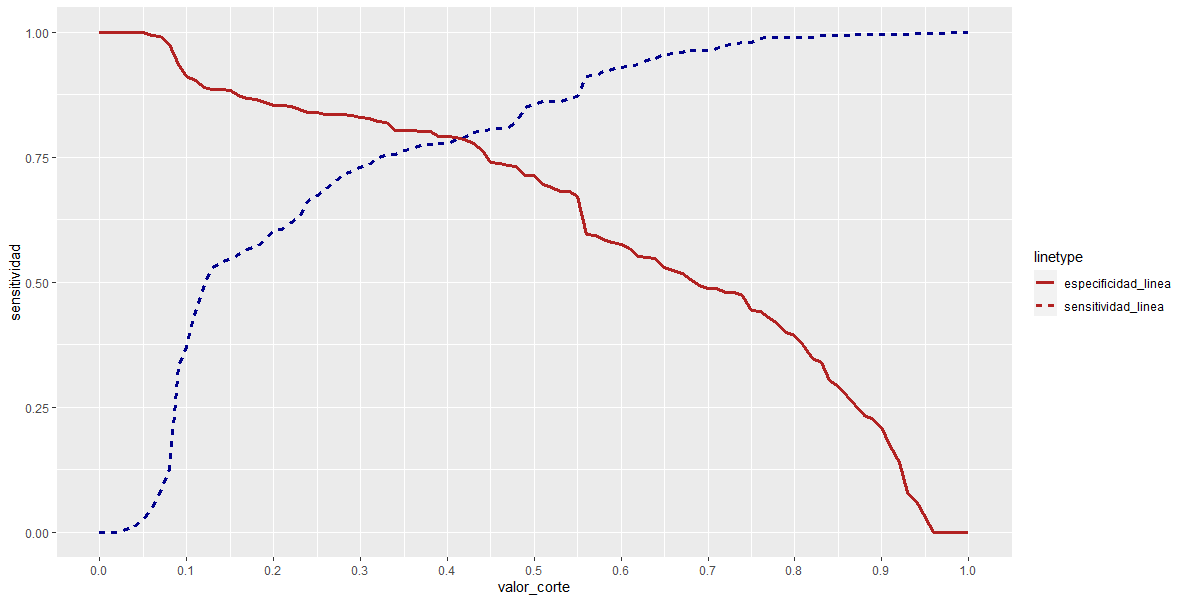 1.00
0.75
0.50
0.25
0.00
sensitividad
0.0 0.1 0.2 0.3 0.4 0.5 0.6 0.7 0.8 0.9 1.0
valor_corte
linetype
especificidad_linea
sensitividad_linea